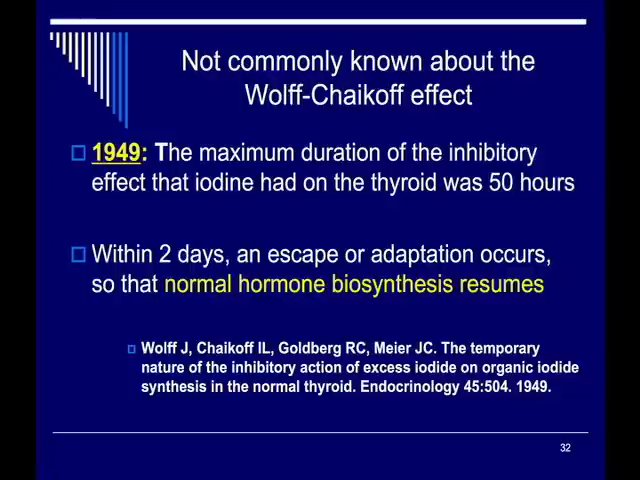 Not commonly known about the
Wolff-Chaikoff effect
1949: The maximum duration of the inhibitory
effect that iodine had on the thyroid was 50 hours
Within 2 days, an escape or adaptation occurs,
so that normal hormone biosynthesis resumes
Wolff J, Chaikoff IL, Goldberg RC, Meier JC. The temporary
nature of the inhibitory action of excess iodide on organic iodide
synthesis in the normal thyroid. Endocrinology 45:504. 1949.
32